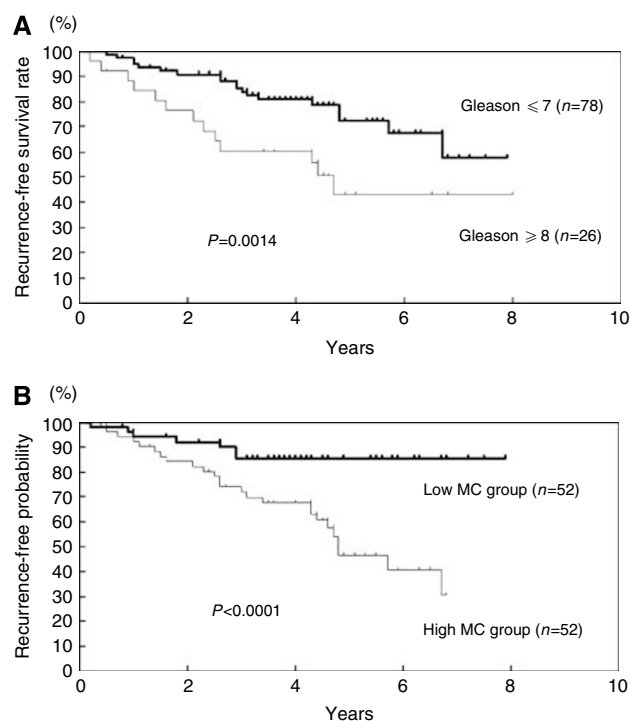 A (%)
100
90
80
70
60
50
40
30
20
10
0
Recurrence-free survival rate
Gleason ⩽ 7 (n=78)
Gleason ⩾ 8 (n=26)
P=0.0014
0 2 4 6 8 10
Years
B (%)
100
90
80
70
60
50
40
30
20
10
0
Recurrence-free probability
Low MC group (n=52)
P<0.0001
High MC group (n=52)
0 2 4 6 8 10
Years